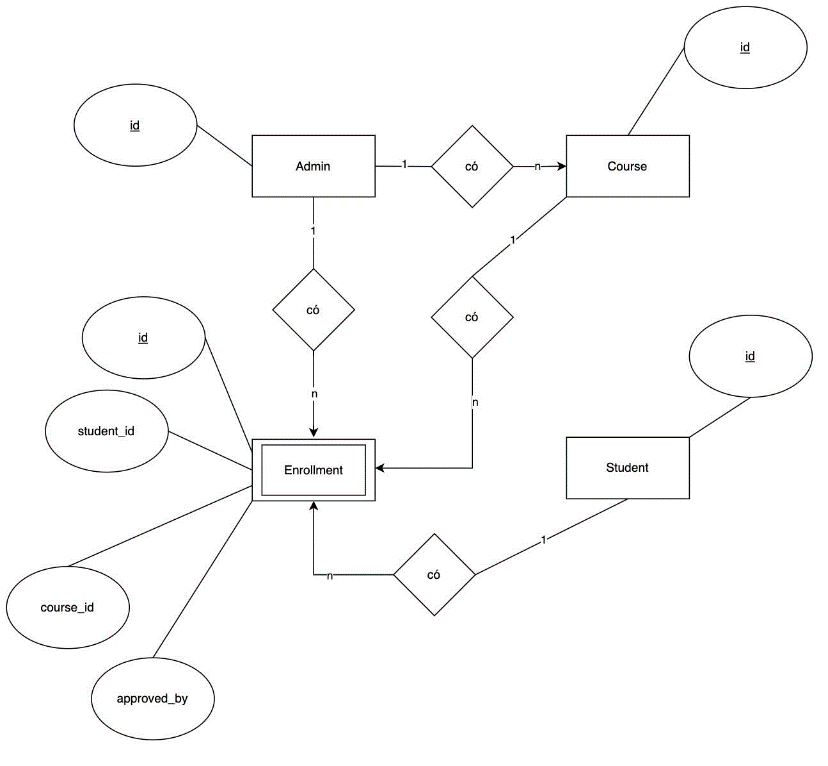 id
id
Admin
1
có
n
Course
1
1
có
có
id
id
n
n
student_id
Enrollment
Student
1
n
có
course_id
approved_by